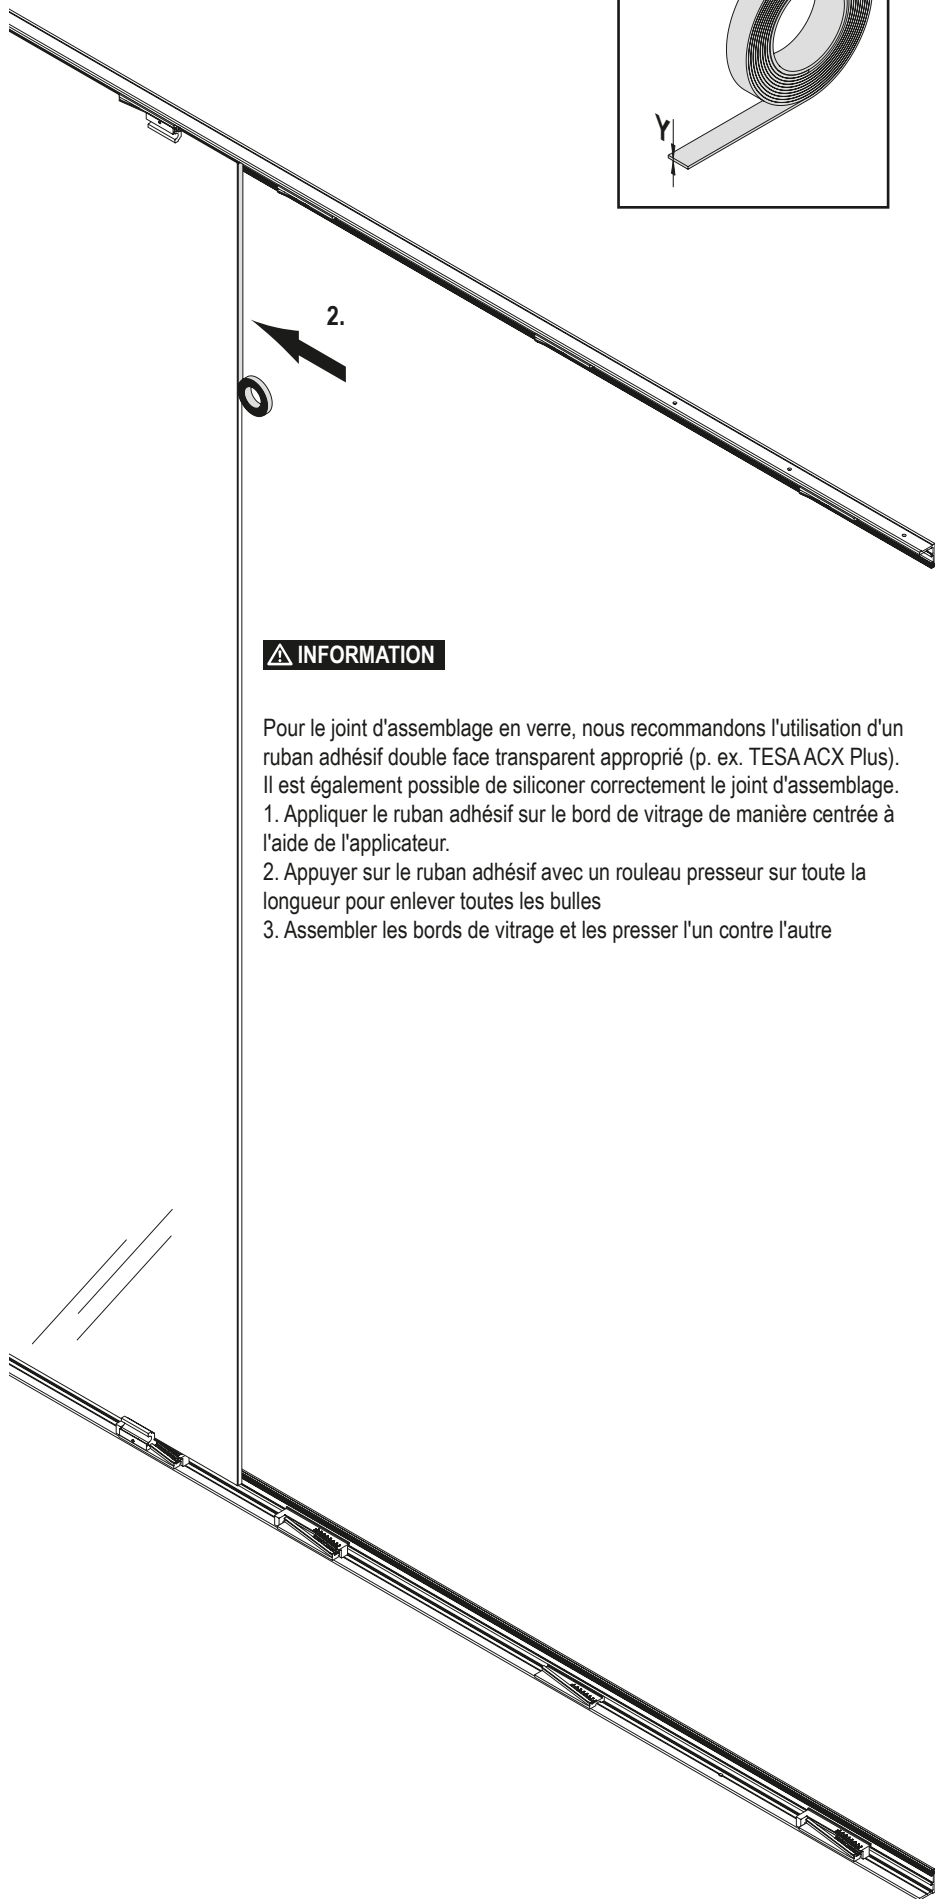 Y
2.
⚠ INFORMATION
Pour le joint d'assemblage en verre, nous recommandons l'utilisation d'un
ruban adhésif double face transparent approprié (p. ex. TESA ACX Plus).
Il est également possible de siliconer correctement le joint d'assemblage.
1. Appliquer le ruban adhésif sur le bord de vitrage de manière centrée à
l'aide de l'applicateur.
2. Appuyer sur le ruban adhésif avec un rouleau presseur sur toute la
longueur pour enlever toutes les bulles
3. Assembler les bords de vitrage et les presser l'un contre l'autre